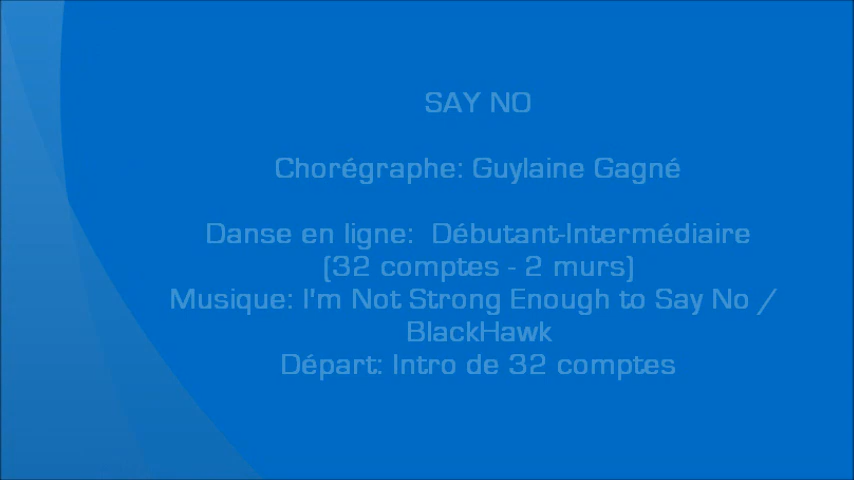 SAY NO
Chorégraphe: Guylaine Gagné
Danse en ligne:  Débutant-Intermédiaire
(32 comptes - 2 murs)
Musique: I'm Not Strong Enough to Say No /
BlackHawk
Départ: Intro de 32 comptes